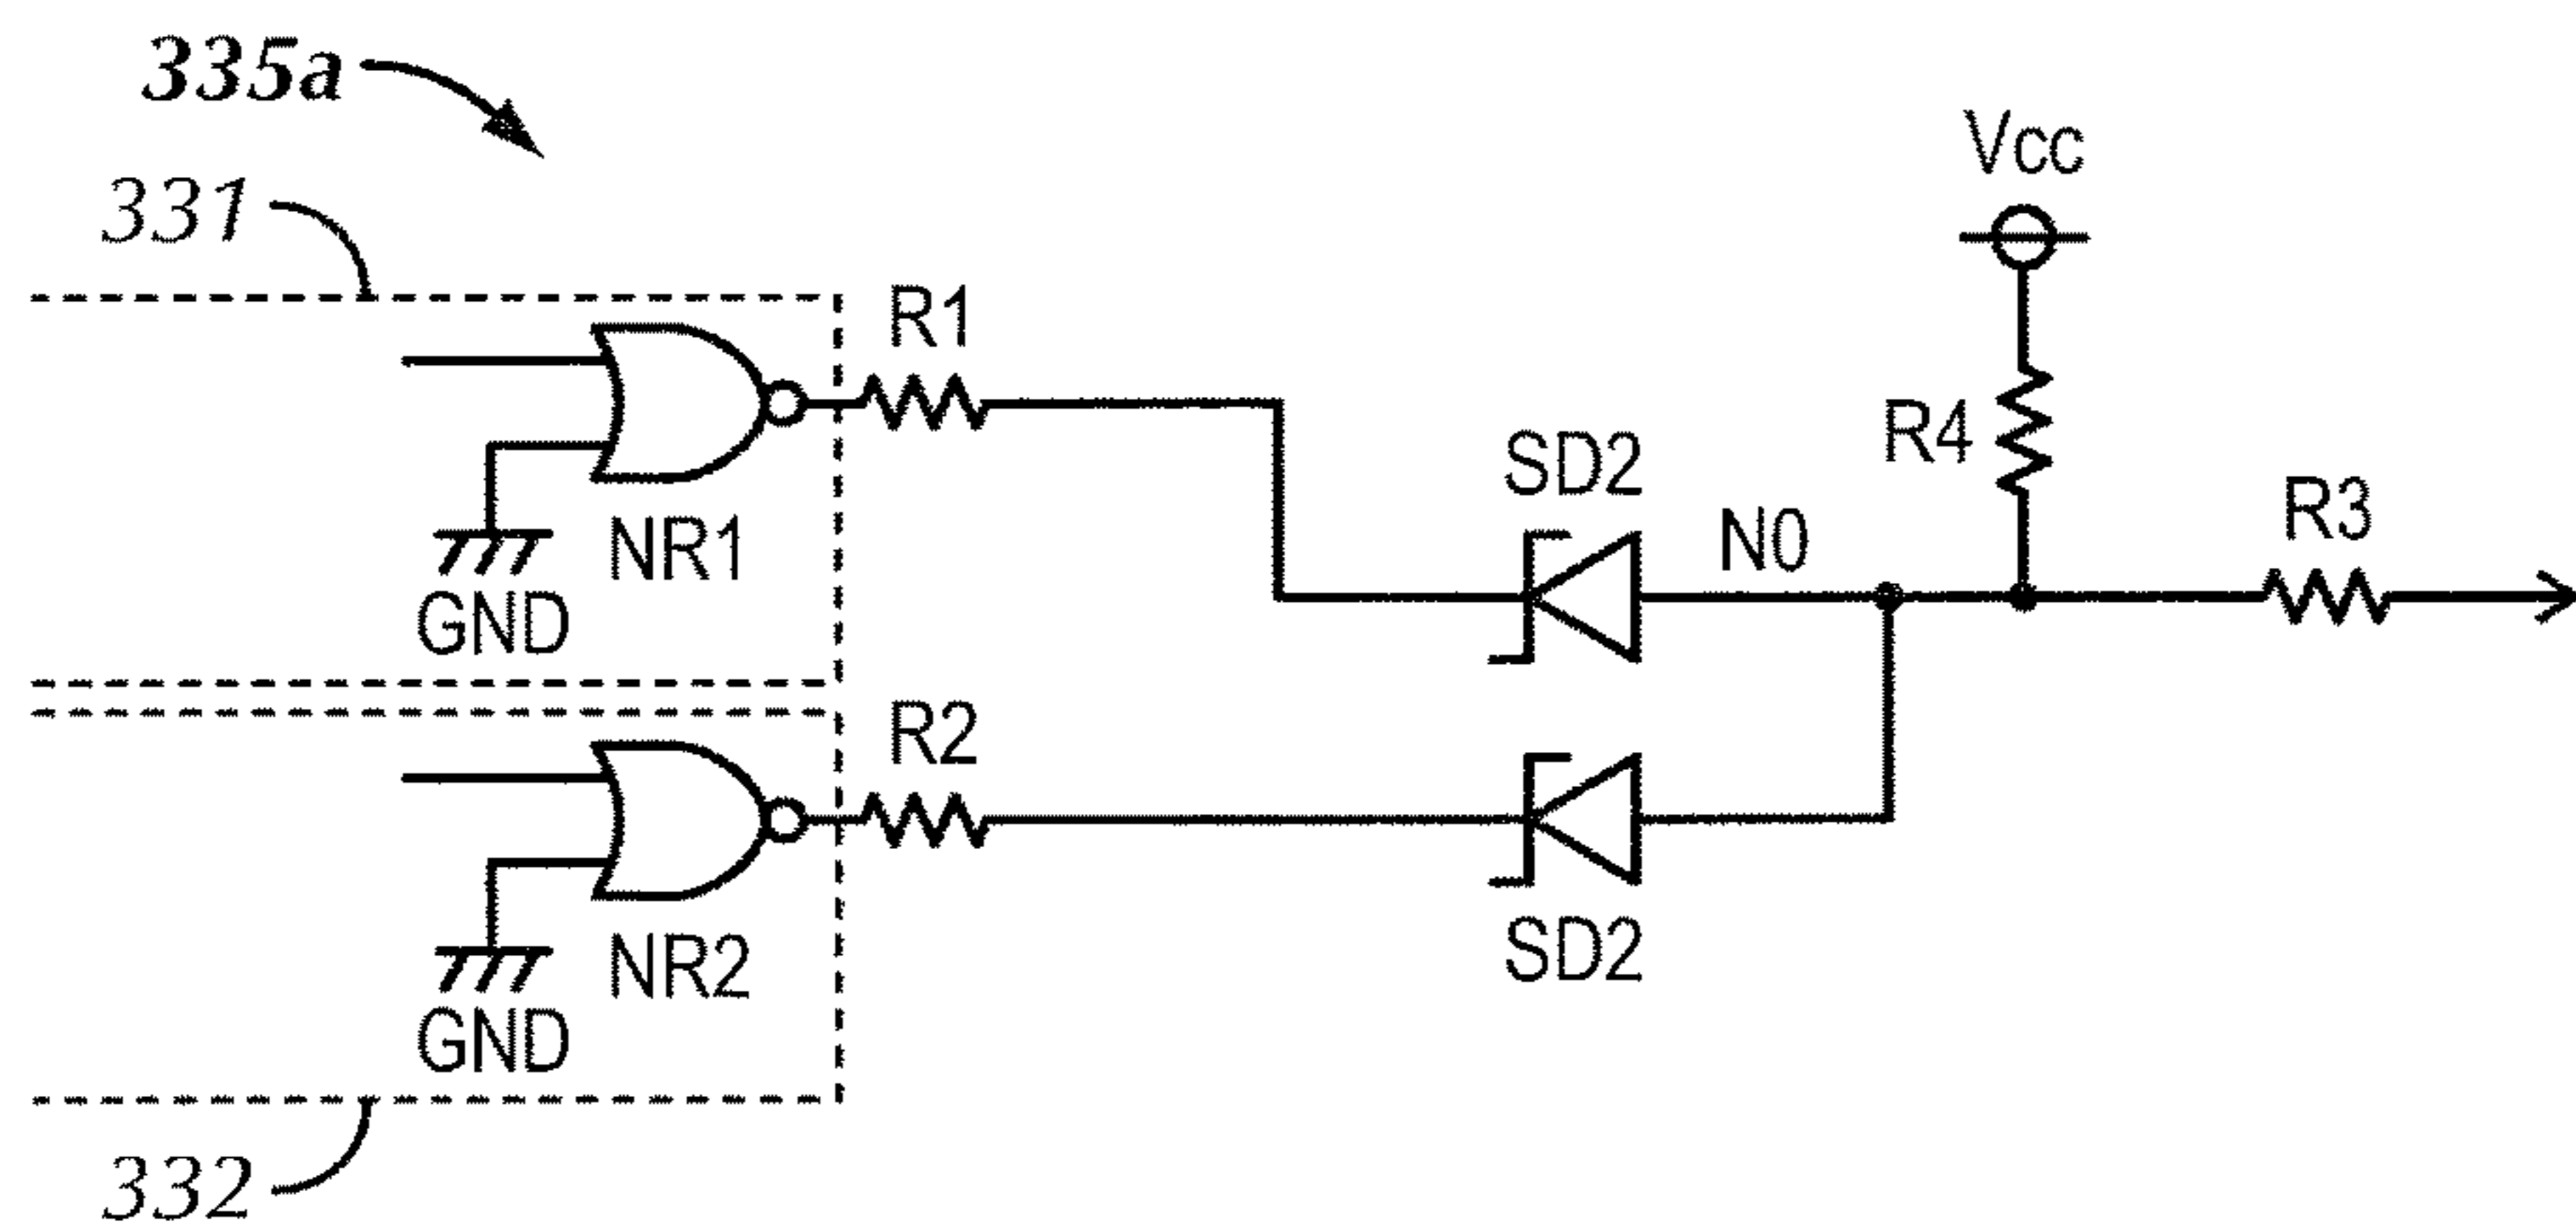 335a
331
Vcc
R1
R4
SD2
R3
N0
NR1
GND
R2
SD2
NR2
GND
332